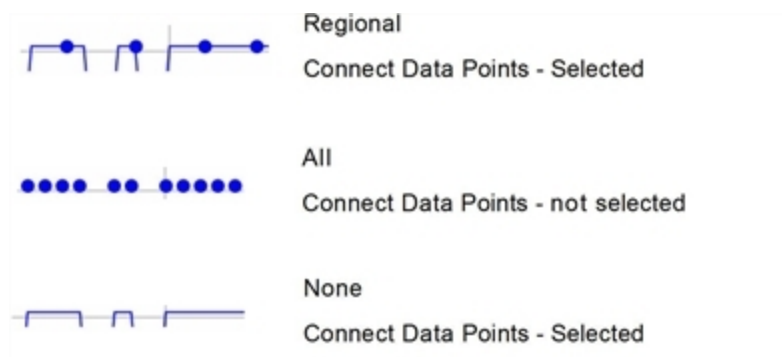 Regional
Connect Data Points - Selected
All
Connect Data Points - not selected
None
Connect Data Points - Selected